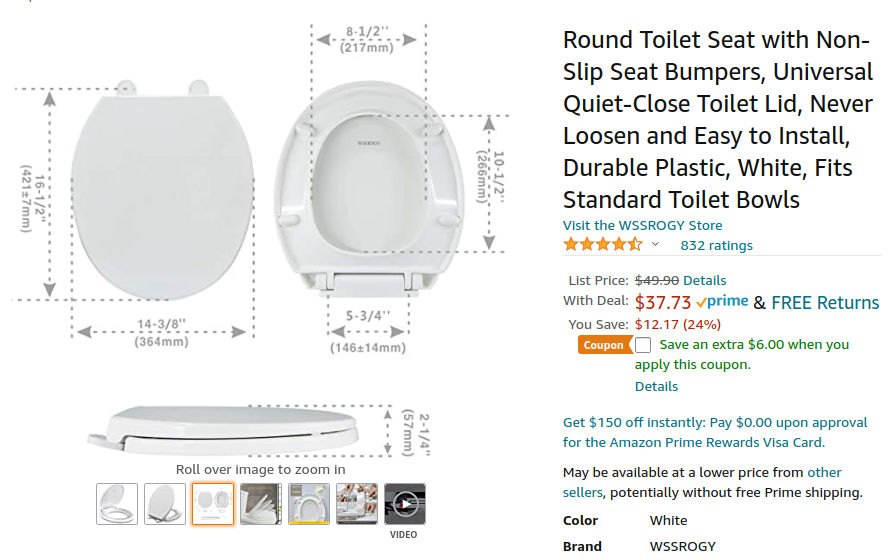 8-1/2''
(217mm)
16-1/2''
(421±7mm)
10-1/2''
(266mm)
WSSROGY
14-3/8''
(364mm)
5-3/4''
(146±14mm)
2-1/4''
(57mm)
Roll over image to zoom in
VIDEO
Round Toilet Seat with Non-
Slip Seat Bumpers, Universal
Quiet-Close Toilet Lid, Never
Loosen and Easy to Install,
Durable Plastic, White, Fits
Standard Toilet Bowls
Visit the WSSROGY Store
832 ratings
List Price: $49.90 Details
With Deal: $37.73 prime & FREE Returns
You Save: $12.17 (24%)
Coupon Save an extra $6.00 when you
apply this coupon.
Details
Get $150 off instantly: Pay $0.00 upon approval
for the Amazon Prime Rewards Visa Card.
May be available at a lower price from other
sellers, potentially without free Prime shipping.
Color White
Brand WSSROGY